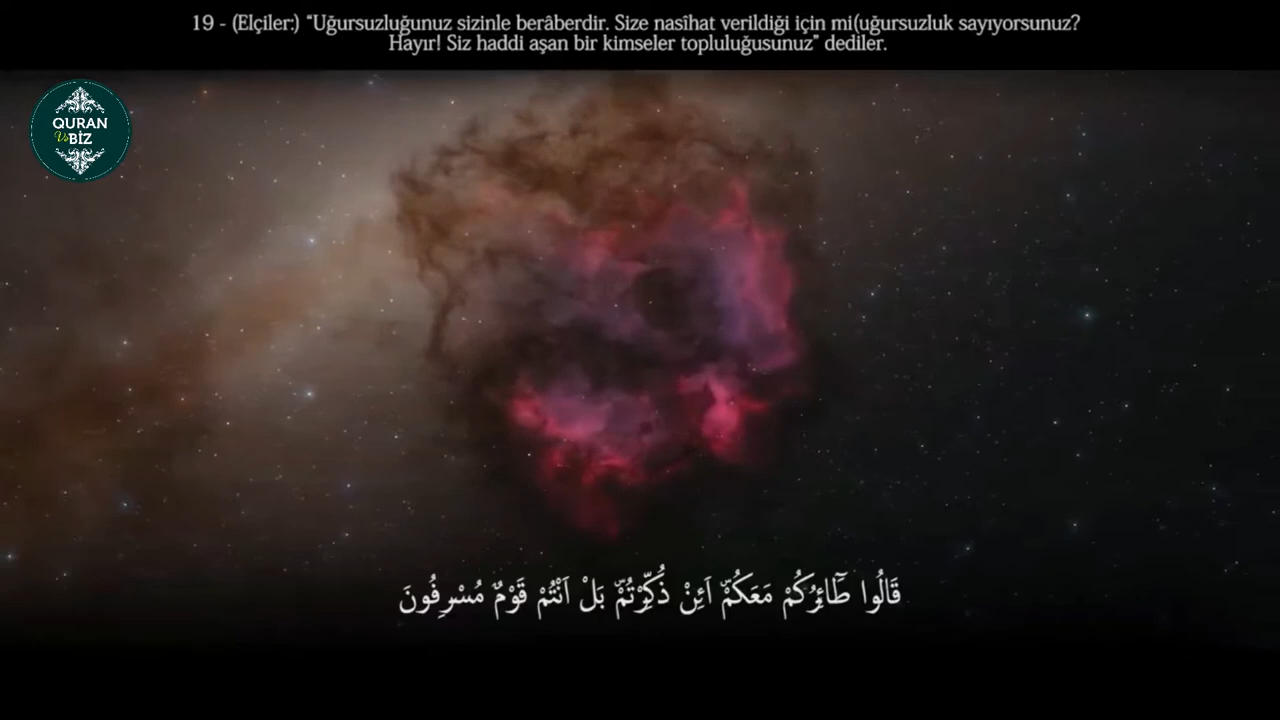 19 - (Elçiler:) “Uğursuzluğunuz sizinle berâberdir. Size nasîhat verildiği için mi(uğursuzluk sayıyorsunuz?
Hayır! Siz haddi aşan bir kimseler topluluğusunuz” dediler.
QURAN
Ve BİZ
قَالُوا طَٓائِرُكُمْ مَعَكُمْۜ اَئِنْ ذُكِّرْتُمْۜ بَلْ اَنْتُمْ قَوْمٌ مُسْرِفُونَ